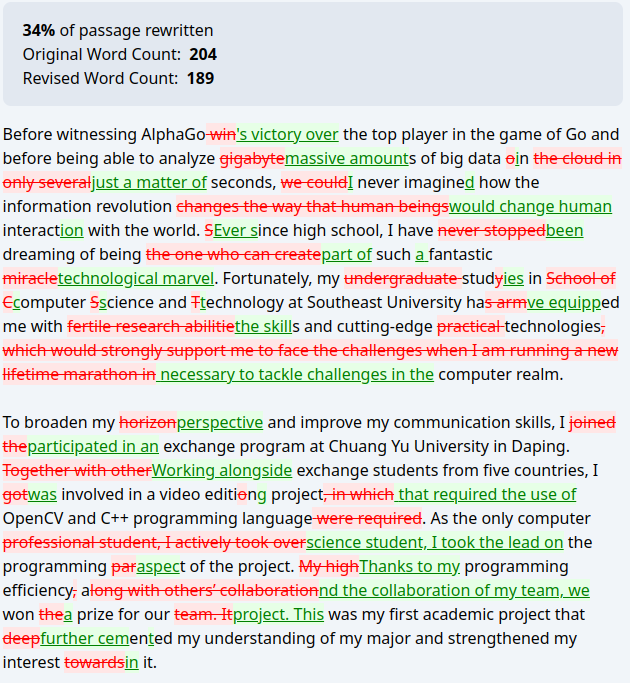 34% of passage rewritten
Original Word Count: 204
Revised Word Count: 189
Before witnessing AlphaGo win's victory over the top player in the game of Go and
before being able to analyze gigabytemassive amounts of big data oin the cloud in
only severaljust a matter of seconds, we couldI never imagined how the
information revolution changes the way that human beingswould change human
interaction with the world. SEver since high school, I have never stoppedbeen
dreaming of being the one who can createpart of such a fantastic
miracletechnological marvel. Fortunately, my undergraduate studyies in School of
Ccomputer Sscience and Ttechnology at Southeast University has armve equipped
me with fertile research abilitiethe skills and cutting-edge practical technologies,
which would strongly support me to face the challenges when I am running a new
lifetime marathon in necessary to tackle challenges in the computer realm.
To broaden my horizonperspective and improve my communication skills, I joined
theparticipated in an exchange program at Chuang Yu University in Daping.
Together with otherWorking alongside exchange students from five countries, I
gotwas involved in a video editiong project, in which that required the use of
OpenCV and C++ programming language were required. As the only computer
professional student, I actively took overscience student, I took the lead on the
programming paraspect of the project. My highThanks to my programming
efficiency, along with others’ collaborationnd the collaboration of my team, we
won thea prize for our team. Itproject. This was my first academic project that
deepfurther cemented my understanding of my major and strengthened my
interest towardsin it.